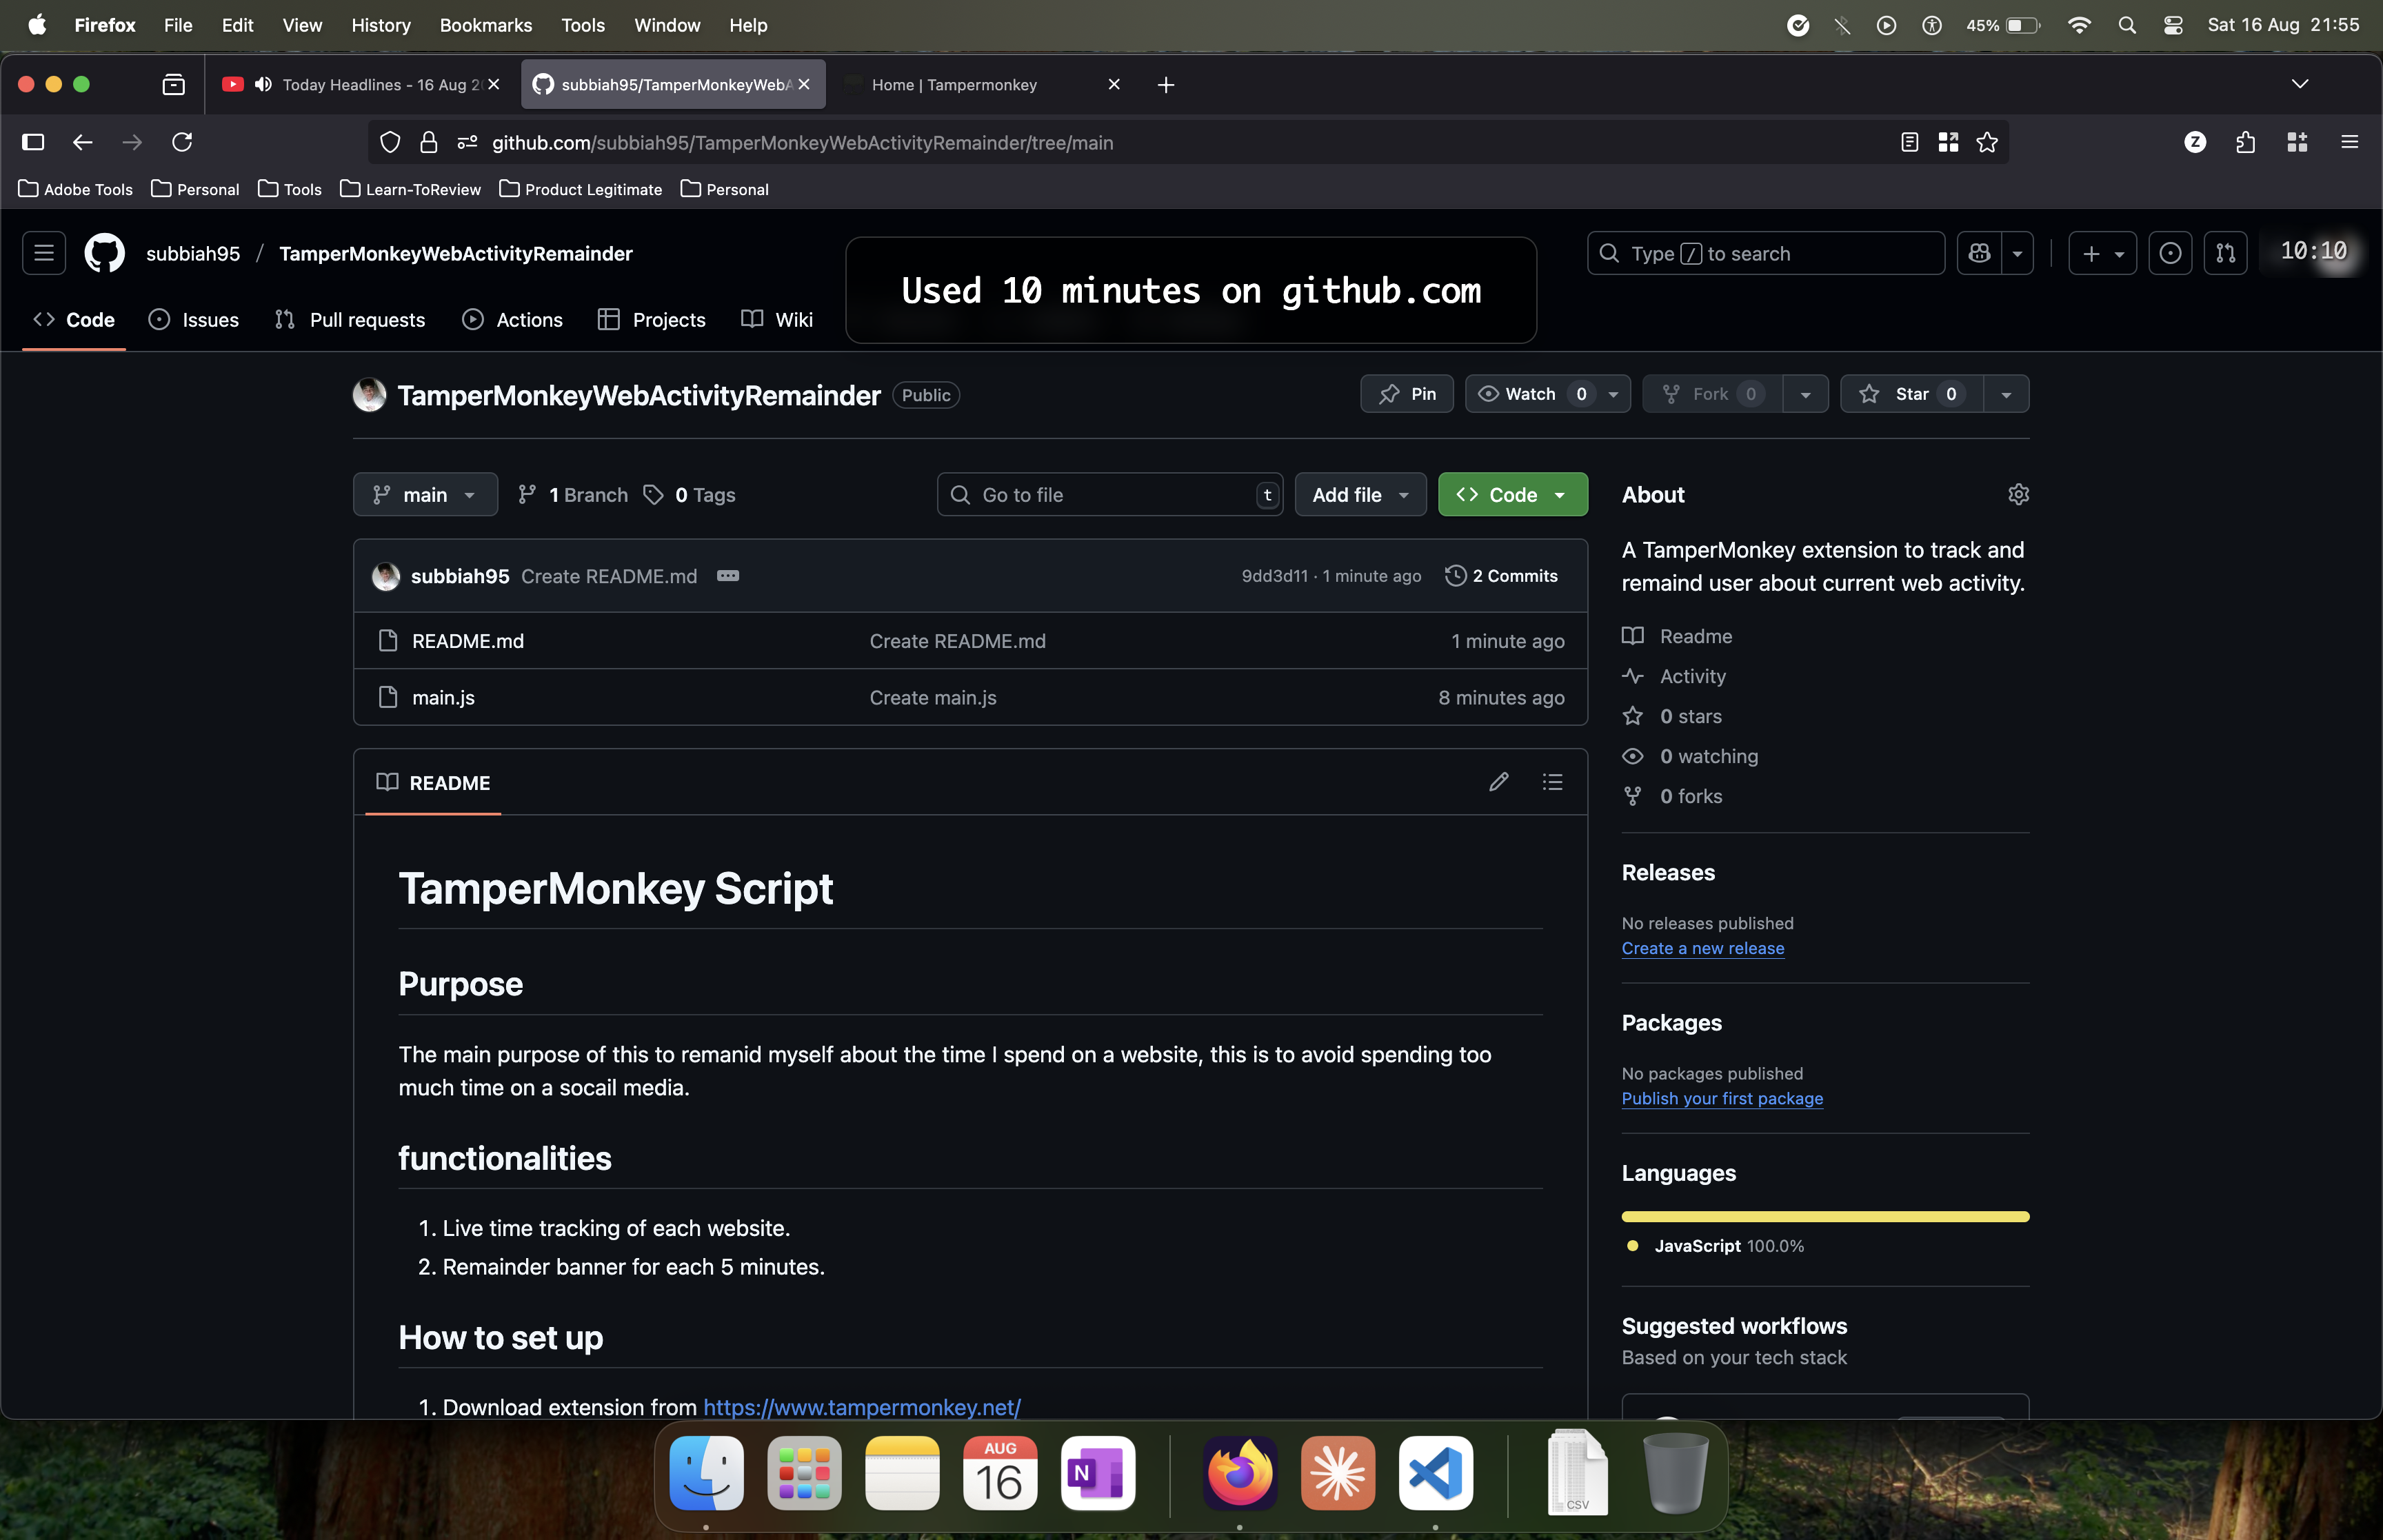 Firefox File Edit View History Bookmarks Tools Window Help 45% Sat 16 Aug 21:55
Today Headlines - 16 Aug subbiah95/TamperMonkeyWebA Home | Tampermonkey
github.com/subbiah95/TamperMonkeyWebActivityRemainder/tree/main Z
Adobe Tools Personal Tools Learn-ToReview Product Legitimate Personal
subbiah95 / TamperMonkeyWebActivityRemainder
Type / to search
10:10
Used 10 minutes on github.com
Code Issues Pull requests Actions Projects Wiki
TamperMonkeyWebActivityRemainder Public Pin Watch 0 Fork 0 Star 0
main 1 Branch 0 Tags Go to file t Add file Code
subbiah95 Create README.md 9dd3d11 · 1 minute ago 2 Commits
README.md Create README.md 1 minute ago
main.js Create main.js 8 minutes ago
README
TamperMonkey Script
Purpose
The main purpose of this to remanid myself about the time I spend on a website, this is to avoid spending too
much time on a socail media.
functionalities
1. Live time tracking of each website.
2. Remainder banner for each 5 minutes.
How to set up
1. Download extension from https://www.tampermonkey.net/
About
A TamperMonkey extension to track and
remaind user about current web activity.
Readme
Activity
0 stars
0 watching
0 forks
Releases
No releases published
Create a new release
Packages
No packages published
Publish your first package
Languages
JavaScript 100.0%
Suggested workflows
Based on your tech stack
AUG
16
N
CSV